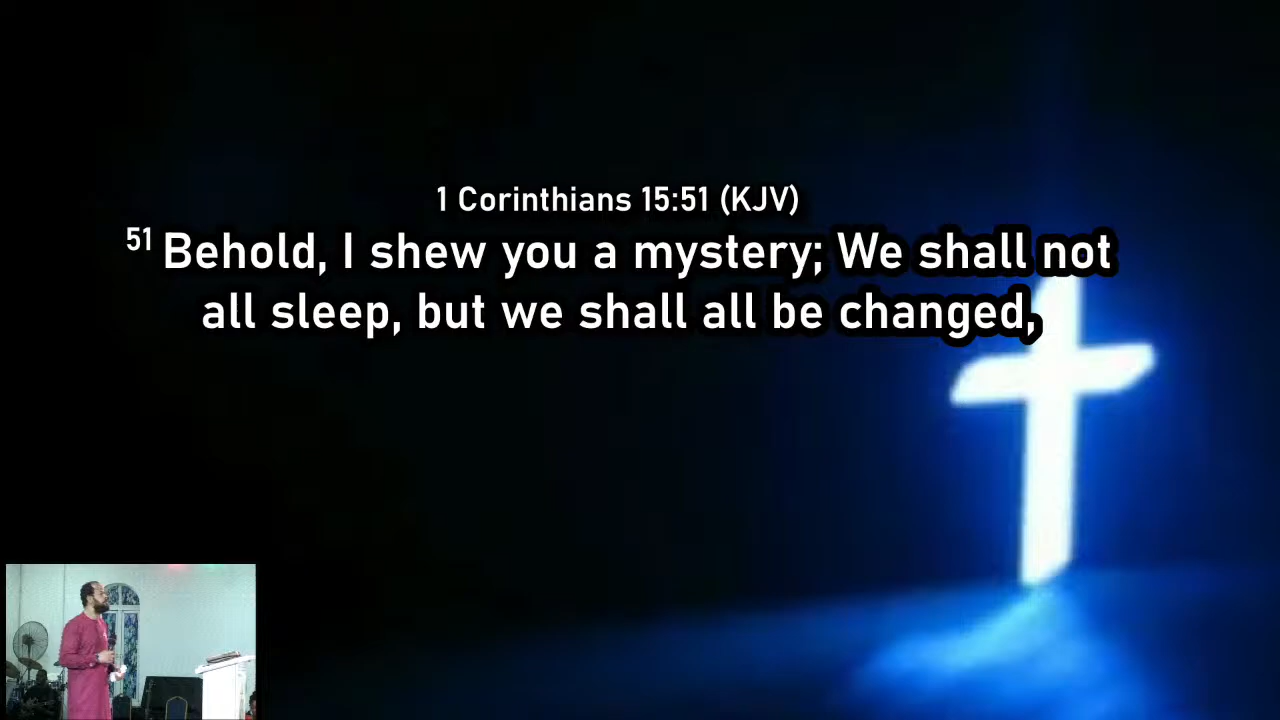 1 Corinthians 15:51 (KJV)
51 Behold, I shew you a mystery; We shall not
all sleep, but we shall all be changed,